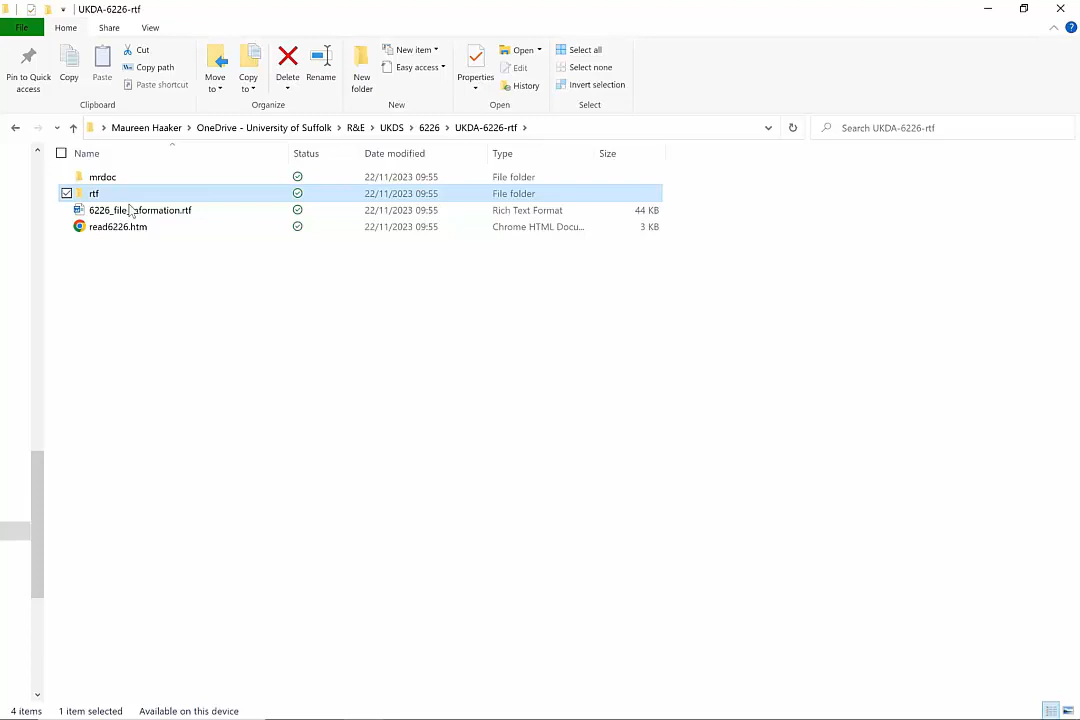 UKDA-6226-rtf
File Home Share View
Pin to Quick access
Copy
Paste
Cut
Copy path
Paste shortcut
Clipboard
Move to
Copy to
Delete
Rename
Organize
New folder
New item
Easy access
New
Properties
Open
Edit
History
Open
Select all
Select none
Invert selection
Select
Maureen Haaker > OneDrive - University of Suffolk > R&E > UKDS > 6226 > UKDA-6226-rtf >
Search UKDA-6226-rtf
Name Status Date modified Type Size
mrdoc 22/11/2023 09:55 File folder
rtf 22/11/2023 09:55 File folder
6226_file_information.rtf 22/11/2023 09:55 Rich Text Format 44 KB
read6226.htm 22/11/2023 09:55 Chrome HTML Docu... 3 KB
4 items 1 item selected Available on this device